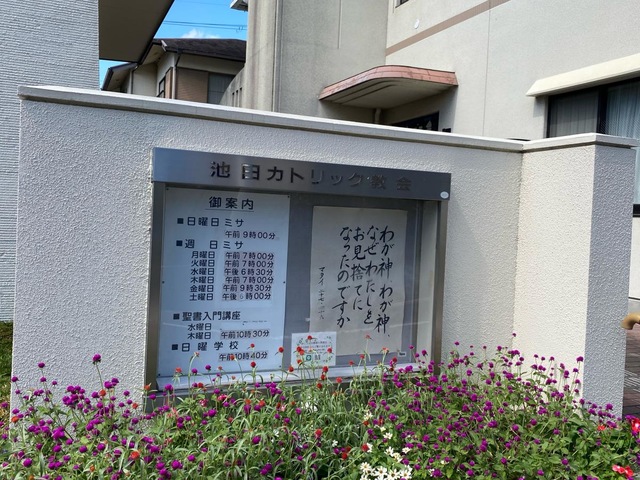 池田カトリック教会
御案内
■日曜日ミサ
午前9時00分
■週 日ミサ
月曜日 午前7時00分
火曜日 午前7時00分
水曜日 午後6時30分
木曜日 午前7時00分
金曜日 午前9時30分
土曜日 午後 時00分
■聖書入門講座
水曜日
木曜日 午前10時30分
■日曜学校
午前10時40分
わが神 わが神
なぜわたしを
お見捨てに
なったのですか
マタイ